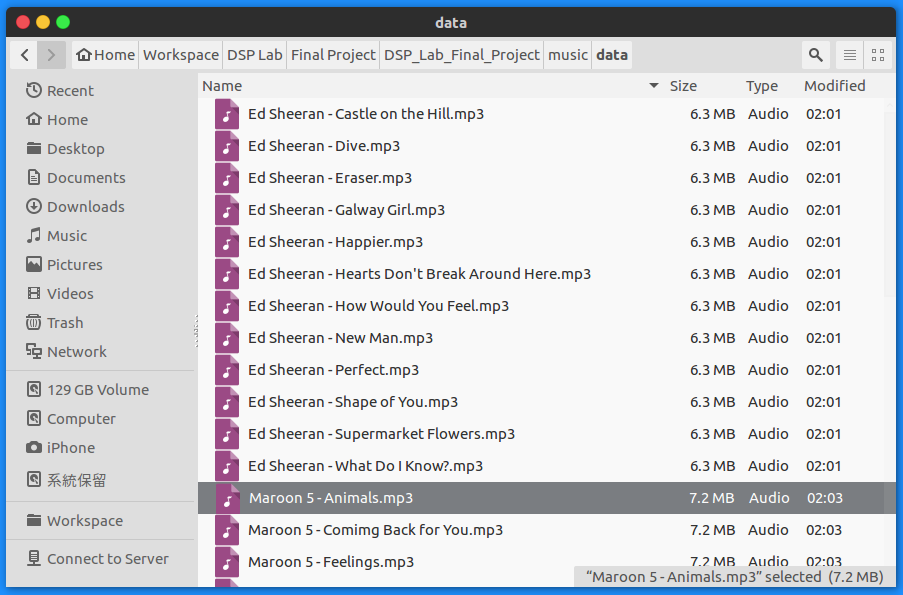 data
Home Workspace DSP Lab Final Project DSP_Lab_Final_Project music data
Recent
Home
Desktop
Documents
Downloads
Music
Pictures
Videos
Trash
Network
129 GB Volume
Computer
iPhone
系統保留
Workspace
Connect to Server
Name Size Type Modified
Ed Sheeran - Castle on the Hill.mp3 6.3 MB Audio 02:01
Ed Sheeran - Dive.mp3 6.3 MB Audio 02:01
Ed Sheeran - Eraser.mp3 6.3 MB Audio 02:01
Ed Sheeran - Galway Girl.mp3 6.3 MB Audio 02:01
Ed Sheeran - Happier.mp3 6.3 MB Audio 02:01
Ed Sheeran - Hearts Don't Break Around Here.mp3 6.3 MB Audio 02:01
Ed Sheeran - How Would You Feel.mp3 6.3 MB Audio 02:01
Ed Sheeran - New Man.mp3 6.3 MB Audio 02:01
Ed Sheeran - Perfect.mp3 6.3 MB Audio 02:01
Ed Sheeran - Shape of You.mp3 6.3 MB Audio 02:01
Ed Sheeran - Supermarket Flowers.mp3 6.3 MB Audio 02:01
Ed Sheeran - What Do I Know?.mp3 6.3 MB Audio 02:01
Maroon 5 - Animals.mp3 7.2 MB Audio 02:03
Maroon 5 - Comimg Back for You.mp3 7.2 MB Audio 02:03
Maroon 5 - Feelings.mp3 7.2 MB Audio 02:03
“Maroon 5 - Animals.mp3” selected (7.2 MB)